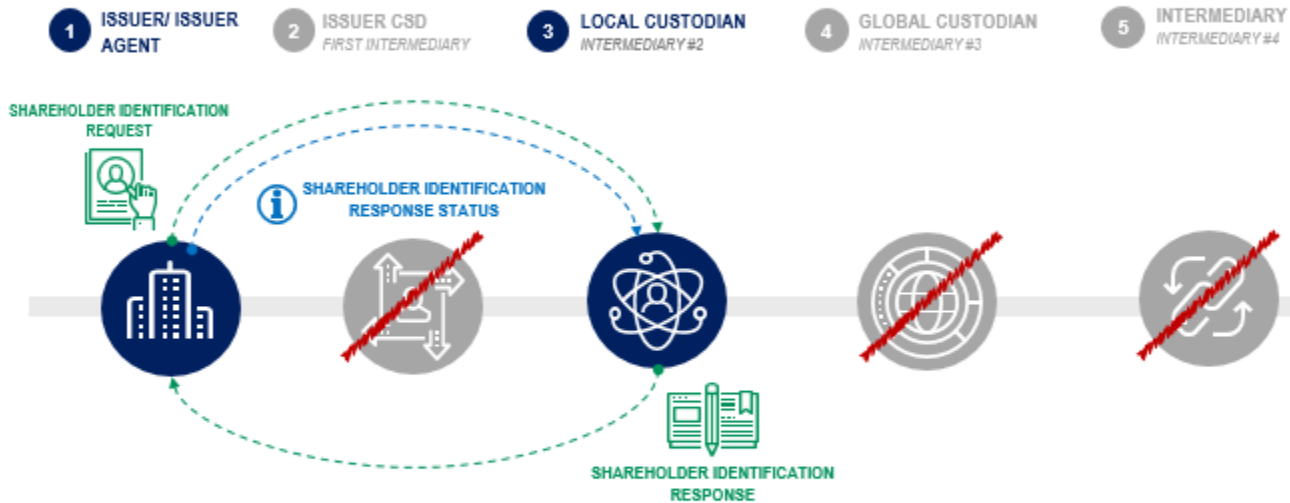 1 ISSUER/ ISSUER
AGENT
2 ISSUER CSD
FIRST INTERMEDIARY
3 LOCAL CUSTODIAN
INTERMEDIARY #2
4 GLOBAL CUSTODIAN
INTERMEDIARY #3
5 INTERMEDIARY
INTERMEDIARY #4
SHAREHOLDER IDENTIFICATION
REQUEST
SHAREHOLDER IDENTIFICATION
RESPONSE STATUS
SHAREHOLDER IDENTIFICATION
RESPONSE